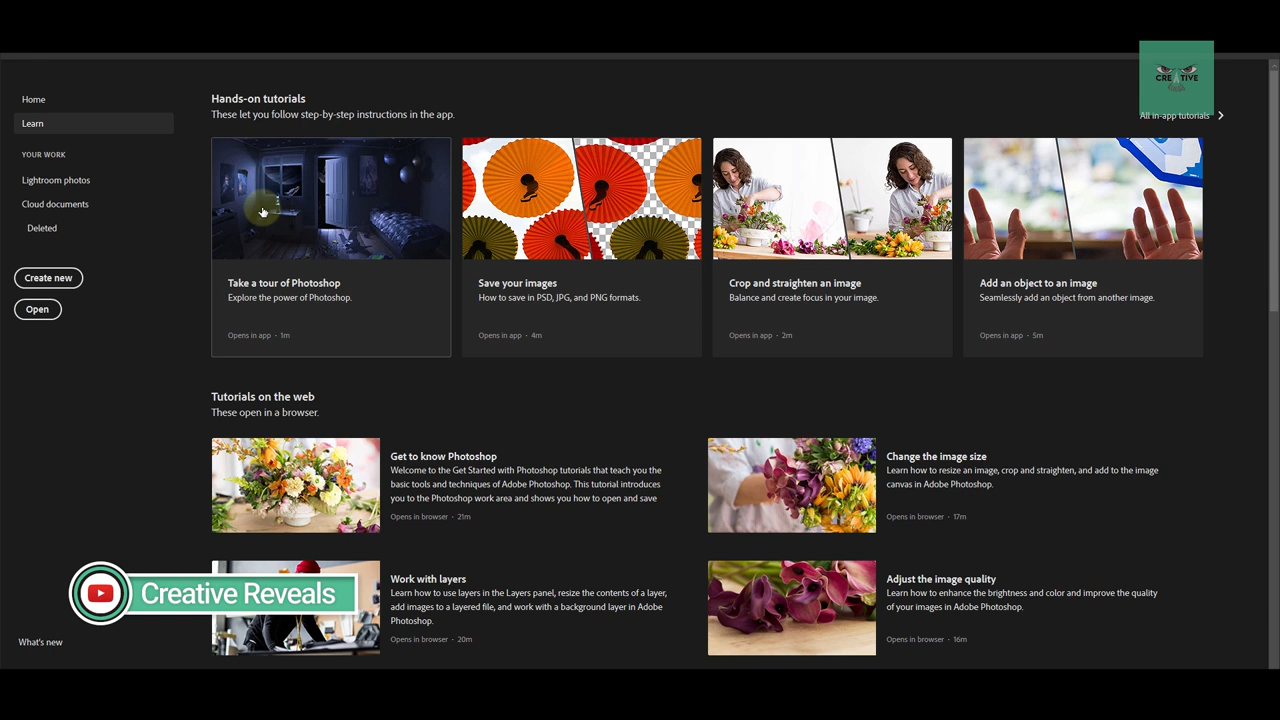 Home
Learn
YOUR WORK
Lightroom photos
Cloud documents
Deleted
Create new
Open
What's new
Hands-on tutorials
These let you follow step-by-step instructions in the app.
All in-app tutorials
CREATIVE
Take a tour of Photoshop
Explore the power of Photoshop.
Opens in app • 1m
Save your images
How to save in PSD, JPG, and PNG formats.
Opens in app • 4m
Crop and straighten an image
Balance and create focus in your image.
Opens in app • 2m
Add an object to an image
Seamlessly add an object from another image.
Opens in app • 5m
Tutorials on the web
These open in a browser.
Get to know Photoshop
Welcome to the Get Started with Photoshop tutorials that teach you the
basic tools and techniques of Adobe Photoshop. This tutorial introduces
you to the Photoshop work area and shows you how to open and save
Opens in browser • 21m
Change the image size
Learn how to resize an image, crop and straighten, and add to the image
canvas in Adobe Photoshop.
Opens in browser • 17m
Work with layers
Learn how to use layers in the Layers panel, resize the contents of a layer,
add images to a layered file, and work with a background layer in Adobe
Photoshop.
Opens in browser • 20m
Adjust the image quality
Learn how to enhance the brightness and color and improve the quality
of your images in Adobe Photoshop.
Opens in browser • 16m
Creative Reveals